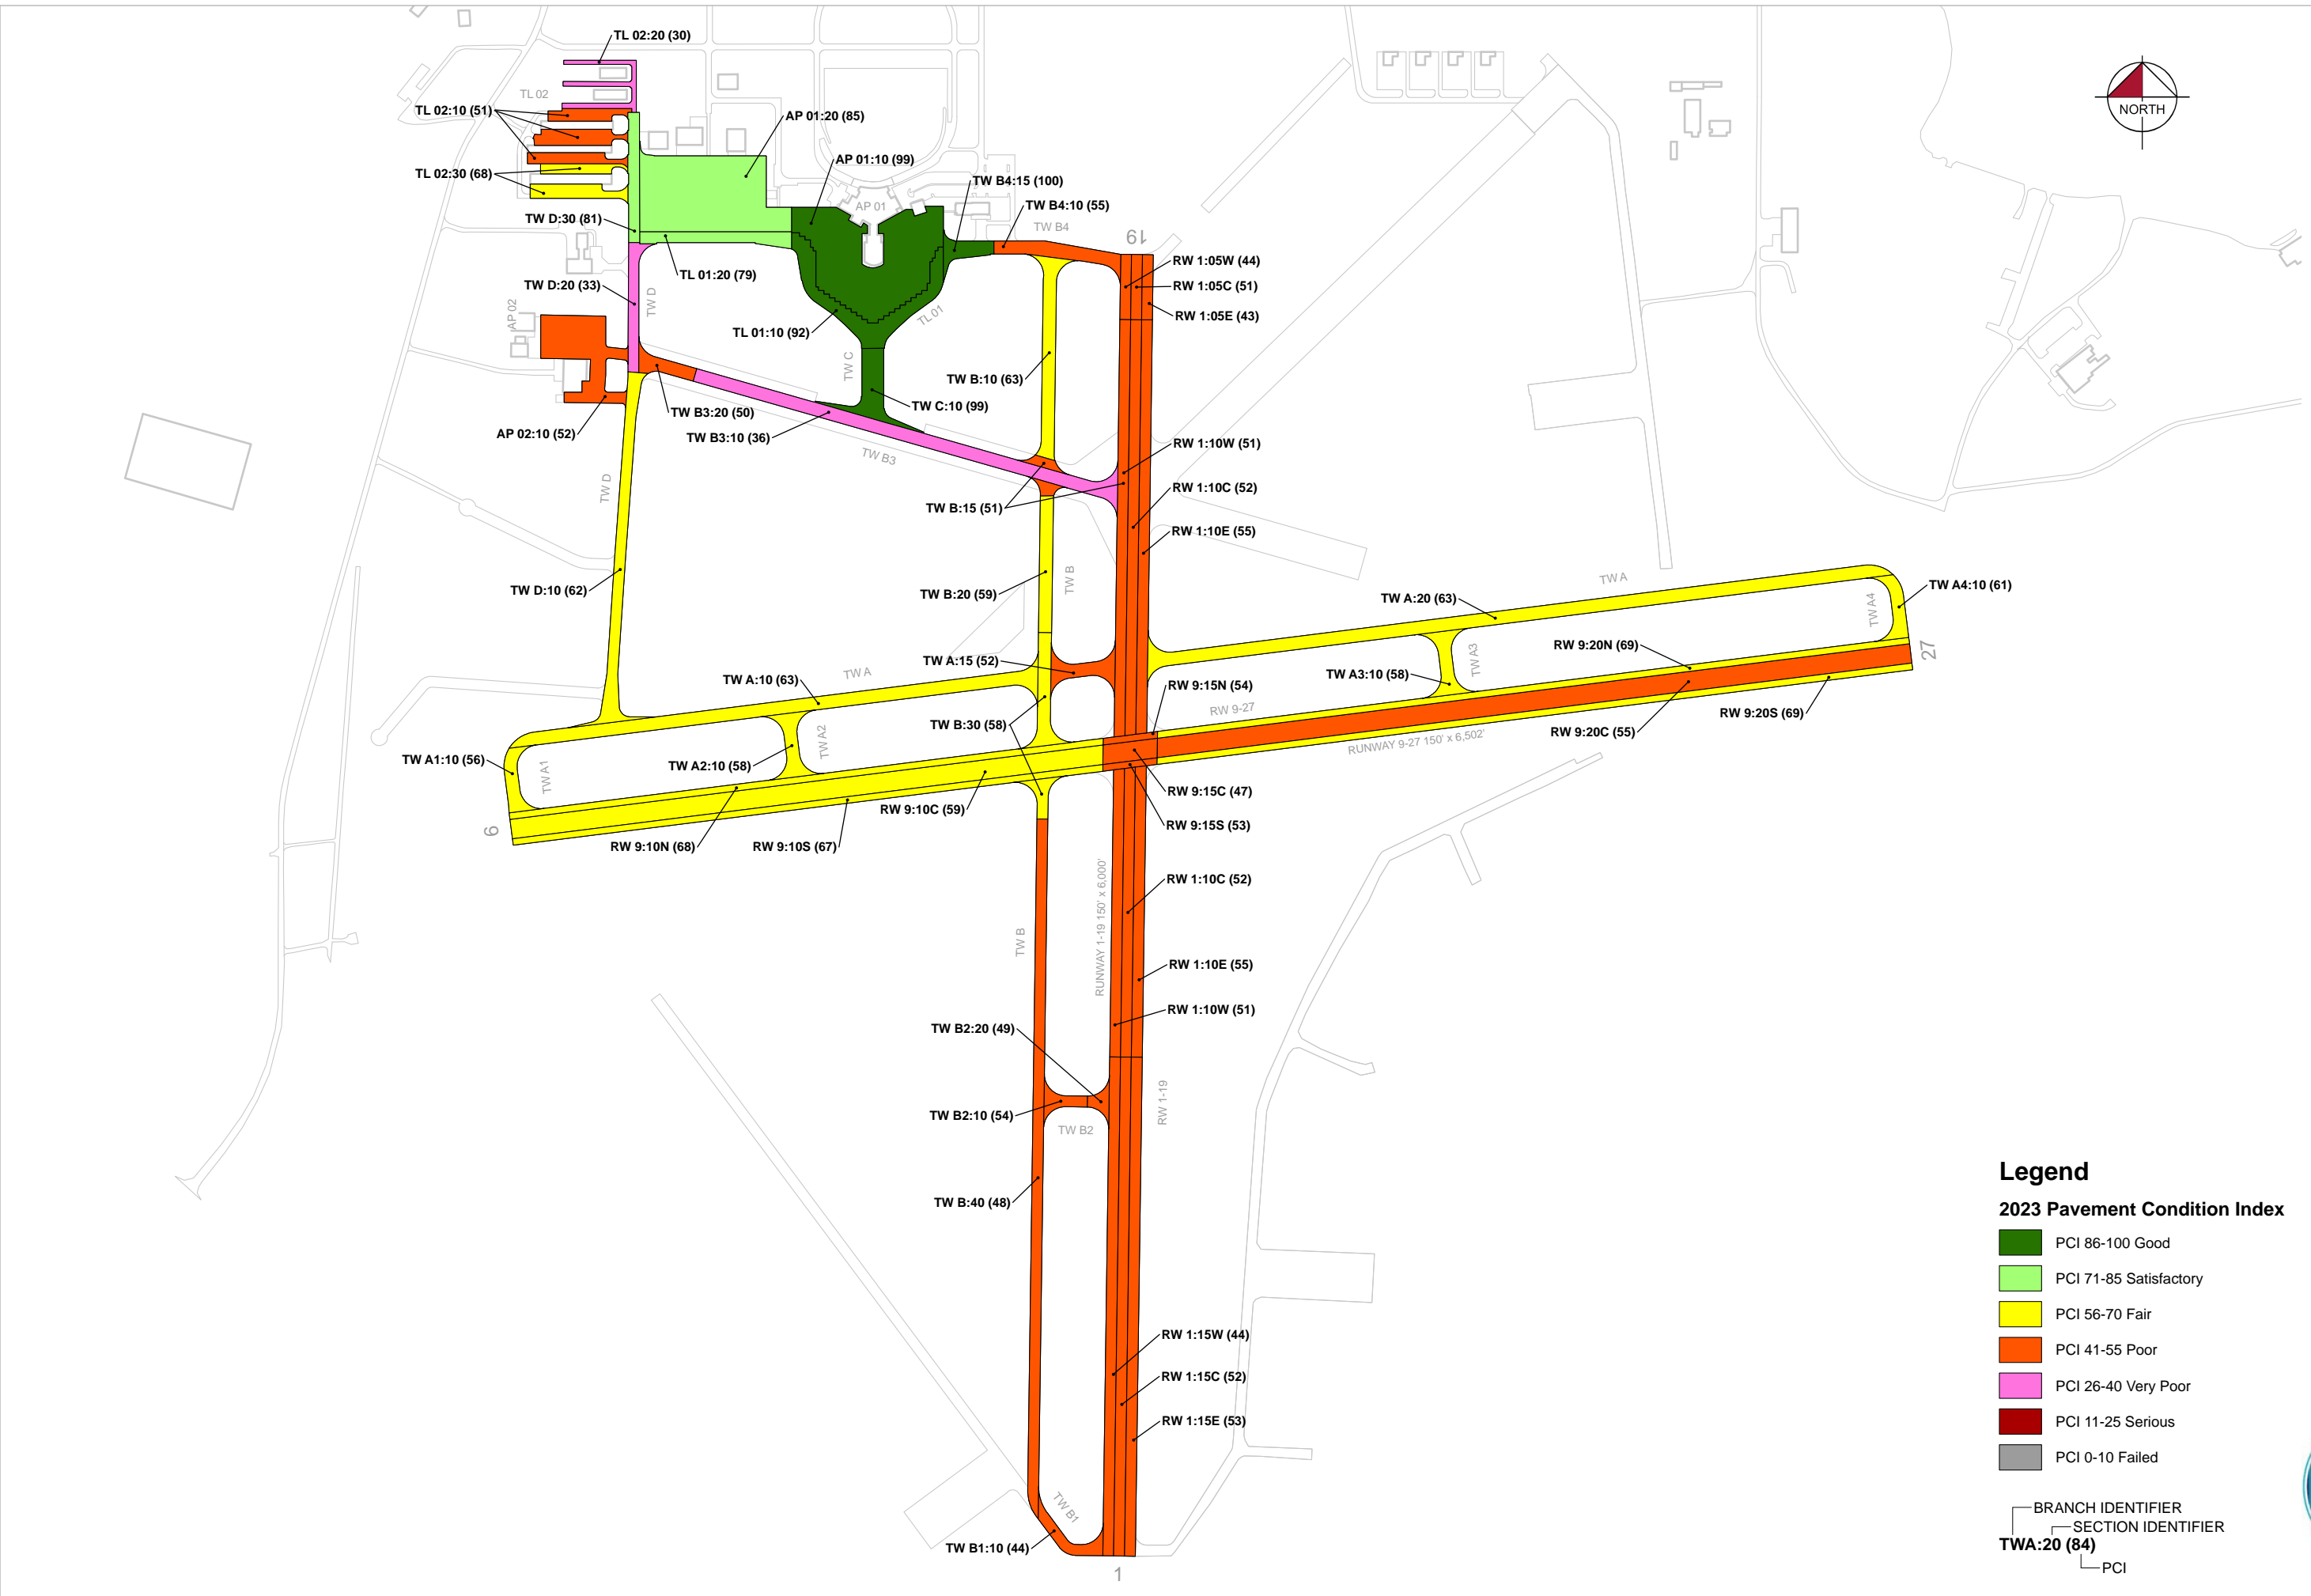 TL 02:20 (30)
TL 02
NORTH
TL 02:10 (51)
AP 01:20 (85)
AP 01:10 (99)
TL 02:30 (68)
TW B4:15 (100)
AP 01
TW B4:10 (55)
TW D:30 (81)
TW B4
19
RW 1:05W (44)
TL 01:20 (79)
TW D:20 (33)
RW 1:05C (51)
TW D
AP 02
TL 01
RW 1:05E (43)
TL 01:10 (92)
TW C
TW B:10 (63)
TW C:10 (99)
TW B3:20 (50)
AP 02:10 (52)
TW B3:10 (36)
RW 1:10W (51)
TW B3
TW D
RW 1:10C (52)
TW B:15 (51)
RW 1:10E (55)
TW A
TW B
TW D:10 (62)
TW B:20 (59)
TW A:20 (63)
TW A4:10 (61)
TW A4
RW 9:20N (69)
27
TW A:15 (52)
TW A3
TW A
TW A:10 (63)
TW A3:10 (58)
RW 9:15N (54)
RW 9-27
TW B:30 (58)
RW 9:20S (69)
RW 9:20C (55)
TW A2
RUNWAY 9-27 150' x 6,502'
TW A1:10 (56)
TW A2:10 (58)
TW A1
RW 9:15C (47)
RW 9:10C (59)
RW 9:15S (53)
9
RW 9:10N (68)
RW 9:10S (67)
RW 1:10C (52)
RUNWAY 1-19 150' x 6,000'
TW B
RW 1:10E (55)
RW 1:10W (51)
TW B2:20 (49)
RW 1-19
TW B2:10 (54)
TW B2
TW B:40 (48)
RW 1:15W (44)
RW 1:15C (52)
RW 1:15E (53)
TW B1
TW B1:10 (44)
1
Legend
2023 Pavement Condition Index
PCI 86-100 Good
PCI 71-85 Satisfactory
PCI 56-70 Fair
PCI 41-55 Poor
PCI 26-40 Very Poor
PCI 11-25 Serious
PCI 0-10 Failed
BRANCH IDENTIFIER
SECTION IDENTIFIER
TWA:20 (84)
PCI